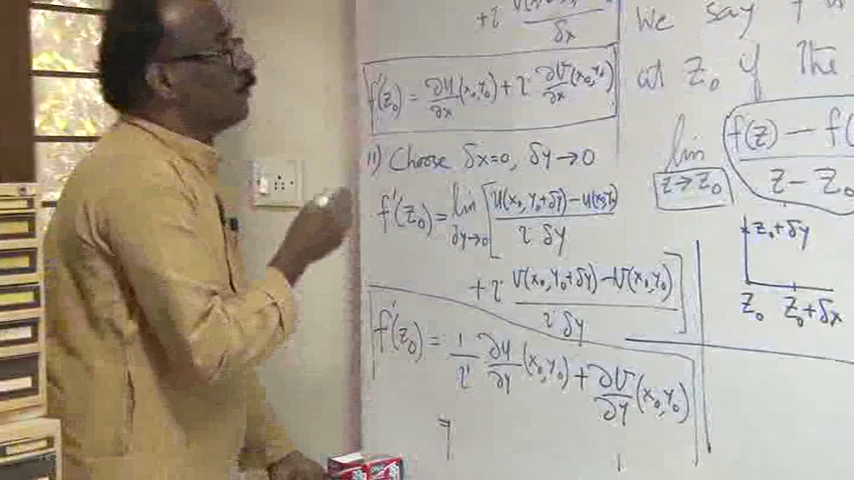 + i V(x₀,y₀ / δx
f'(z₀) = ∂u/∂x (x₀,y₀) + i ∂v/∂x (x₀,y₀)
ii) Choose δx=0, δy→0
f'(z₀) = lim δy→0 [ u(x₀,y₀+δy) − u(x₀,y₀) / i δy
+ i V(x₀,y₀+δy) − V(x₀,y₀) / i δy ]
f'(z₀) = 1/i ∂u/∂y (x₀,y₀) + ∂v/∂y (x₀,y₀)
We say f is
at z₀ if the
lim z→z₀ f(z) − f( / z − z₀
z₀+δy
z₀ z₀+δx